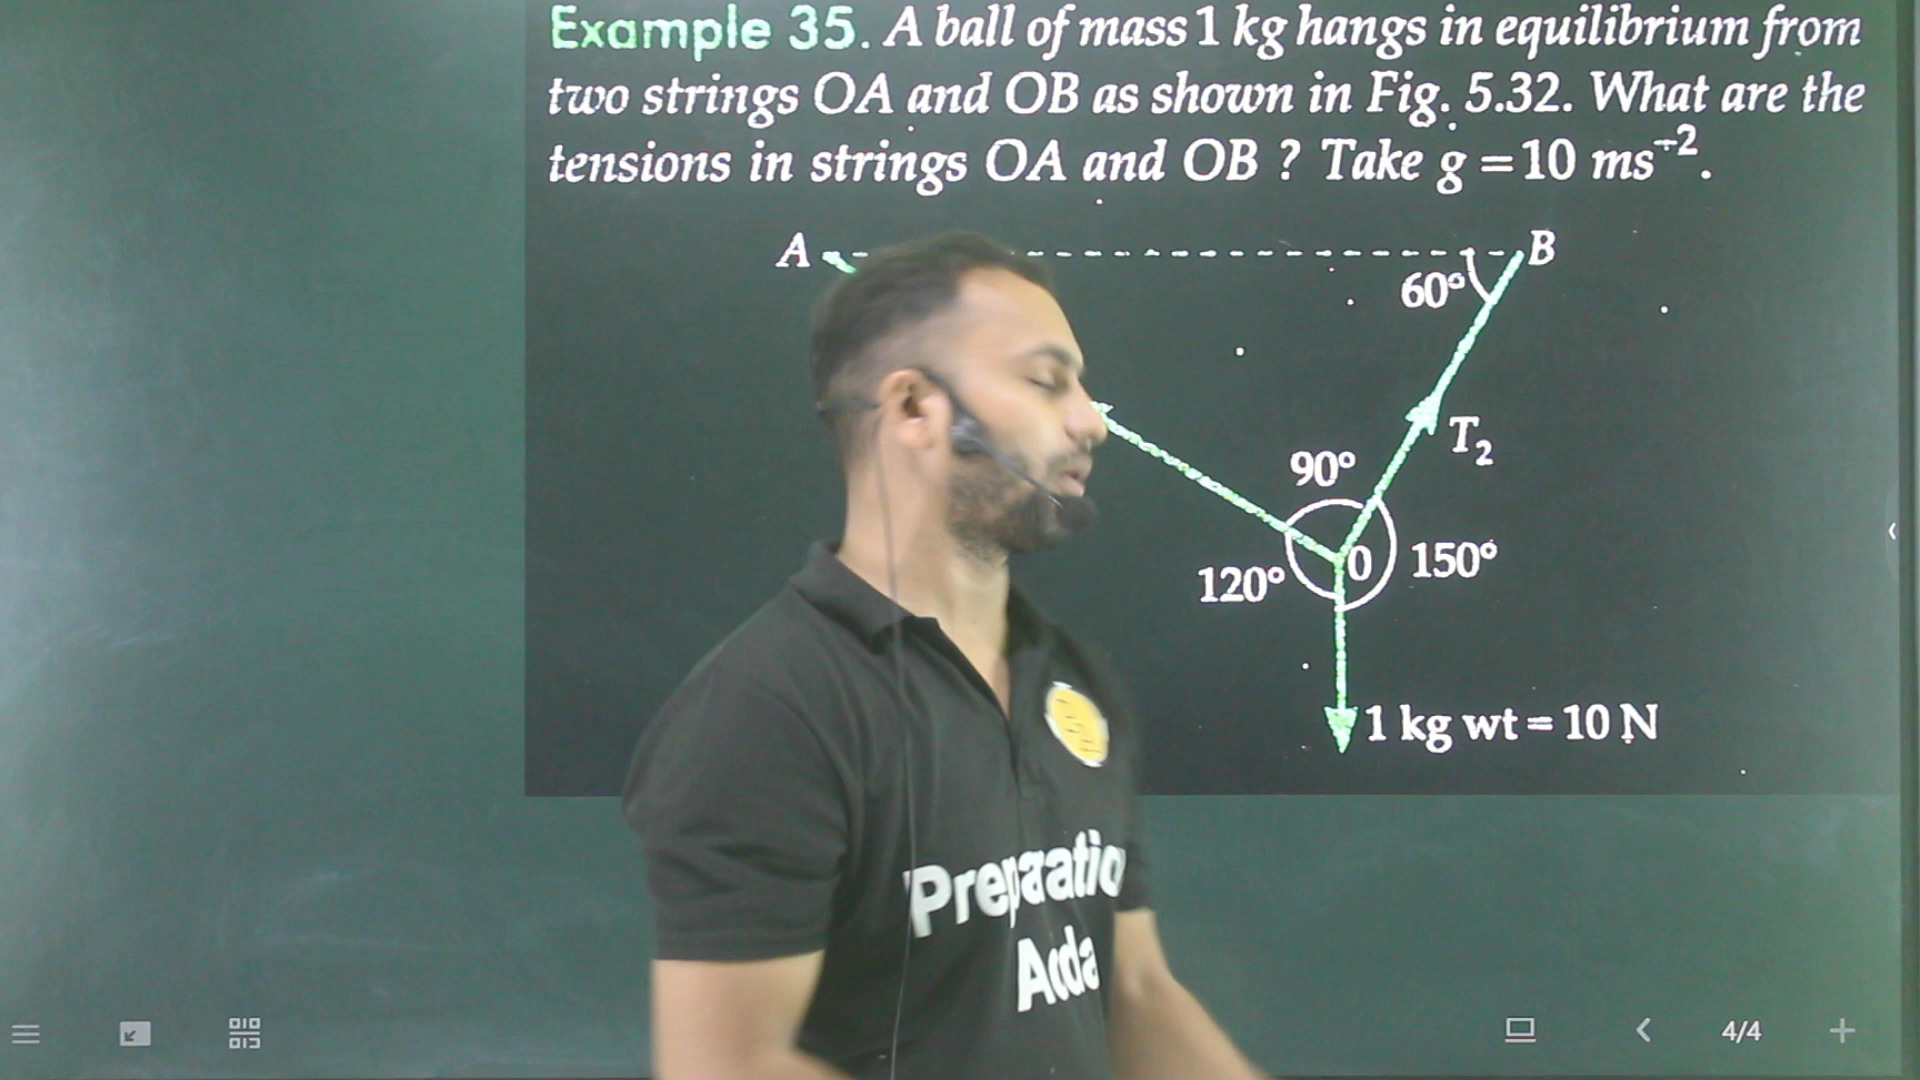 Example 35. A ball of mass 1 kg hangs in equilibrium from
two strings OA and OB as shown in Fig. 5.32. What are the
tensions in strings OA and OB ? Take g = 10 ms⁻².
A
B
60°
T₂
90°
120°
O
150°
1 kg wt = 10 N
Preparatio
Adda
4/4